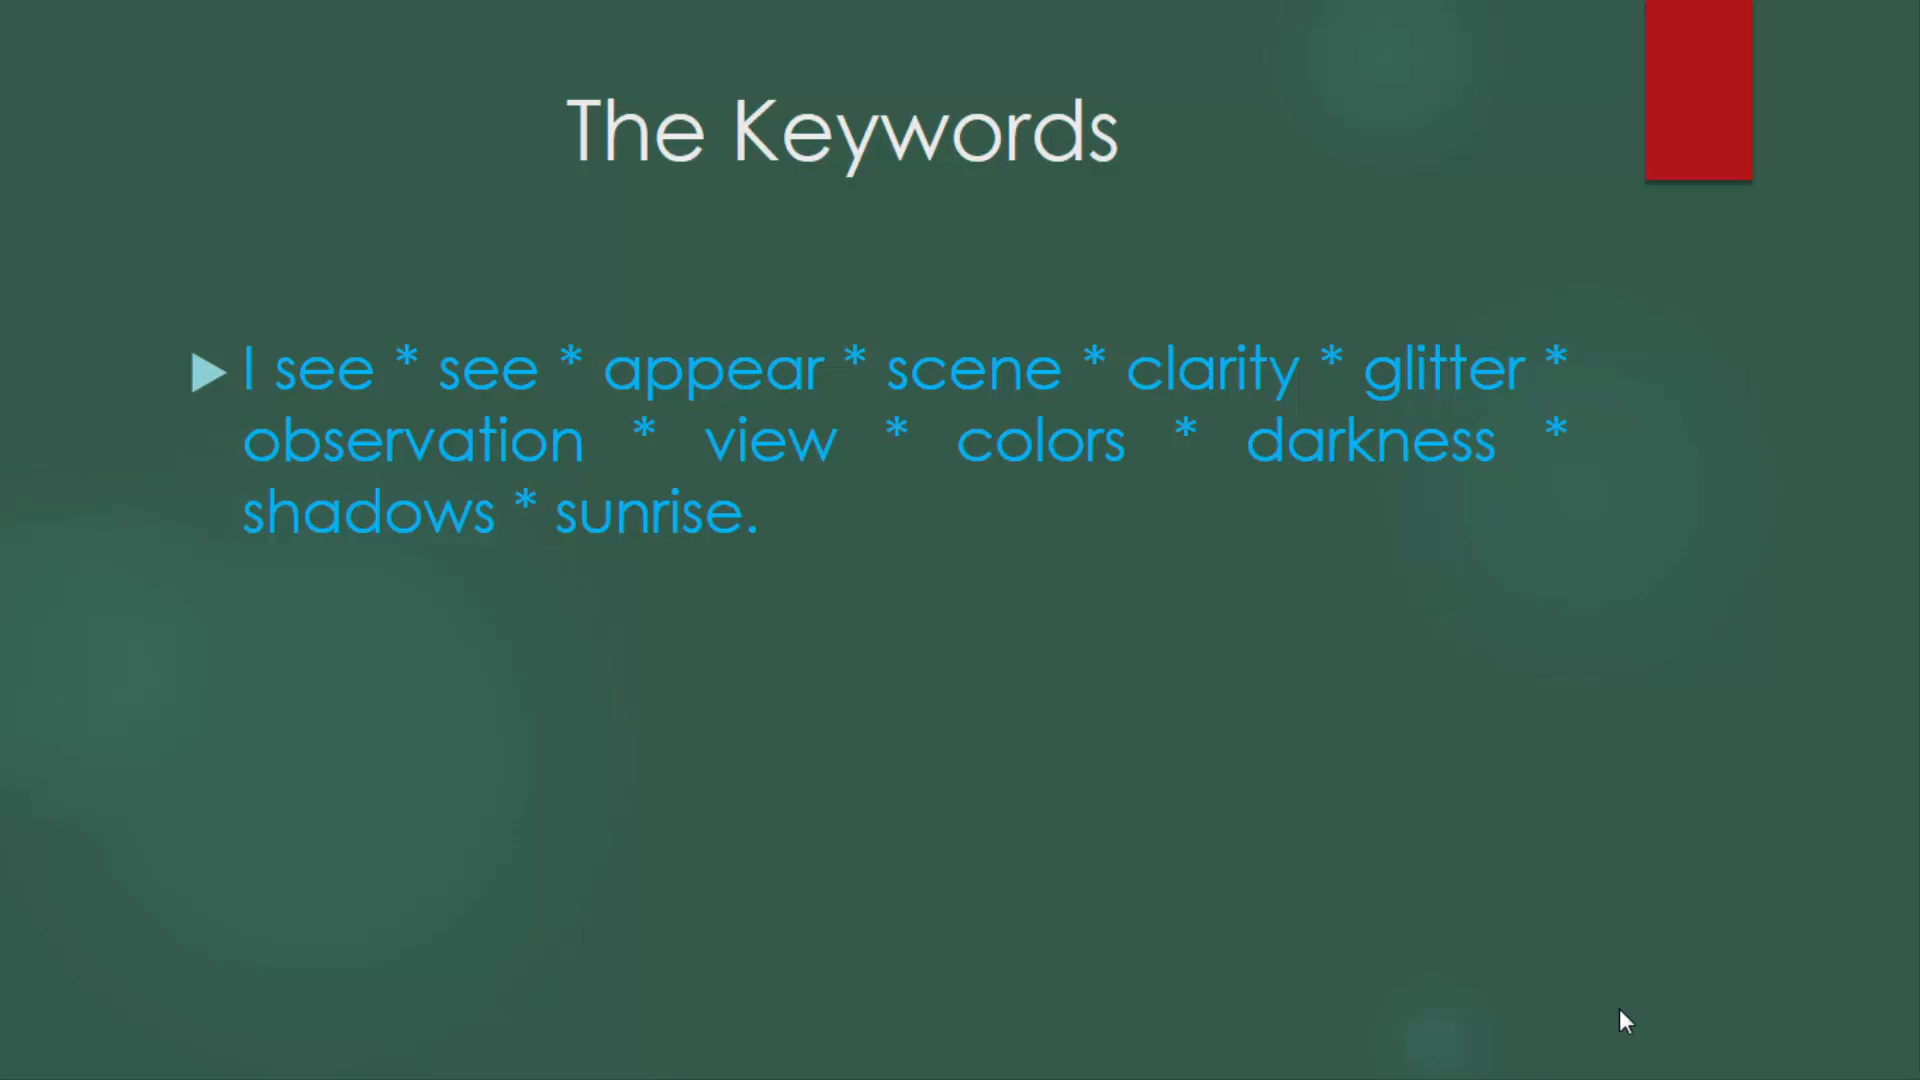 The Keywords
I see * see * appear * scene * clarity * glitter *
observation * view * colors * darkness *
shadows * sunrise.